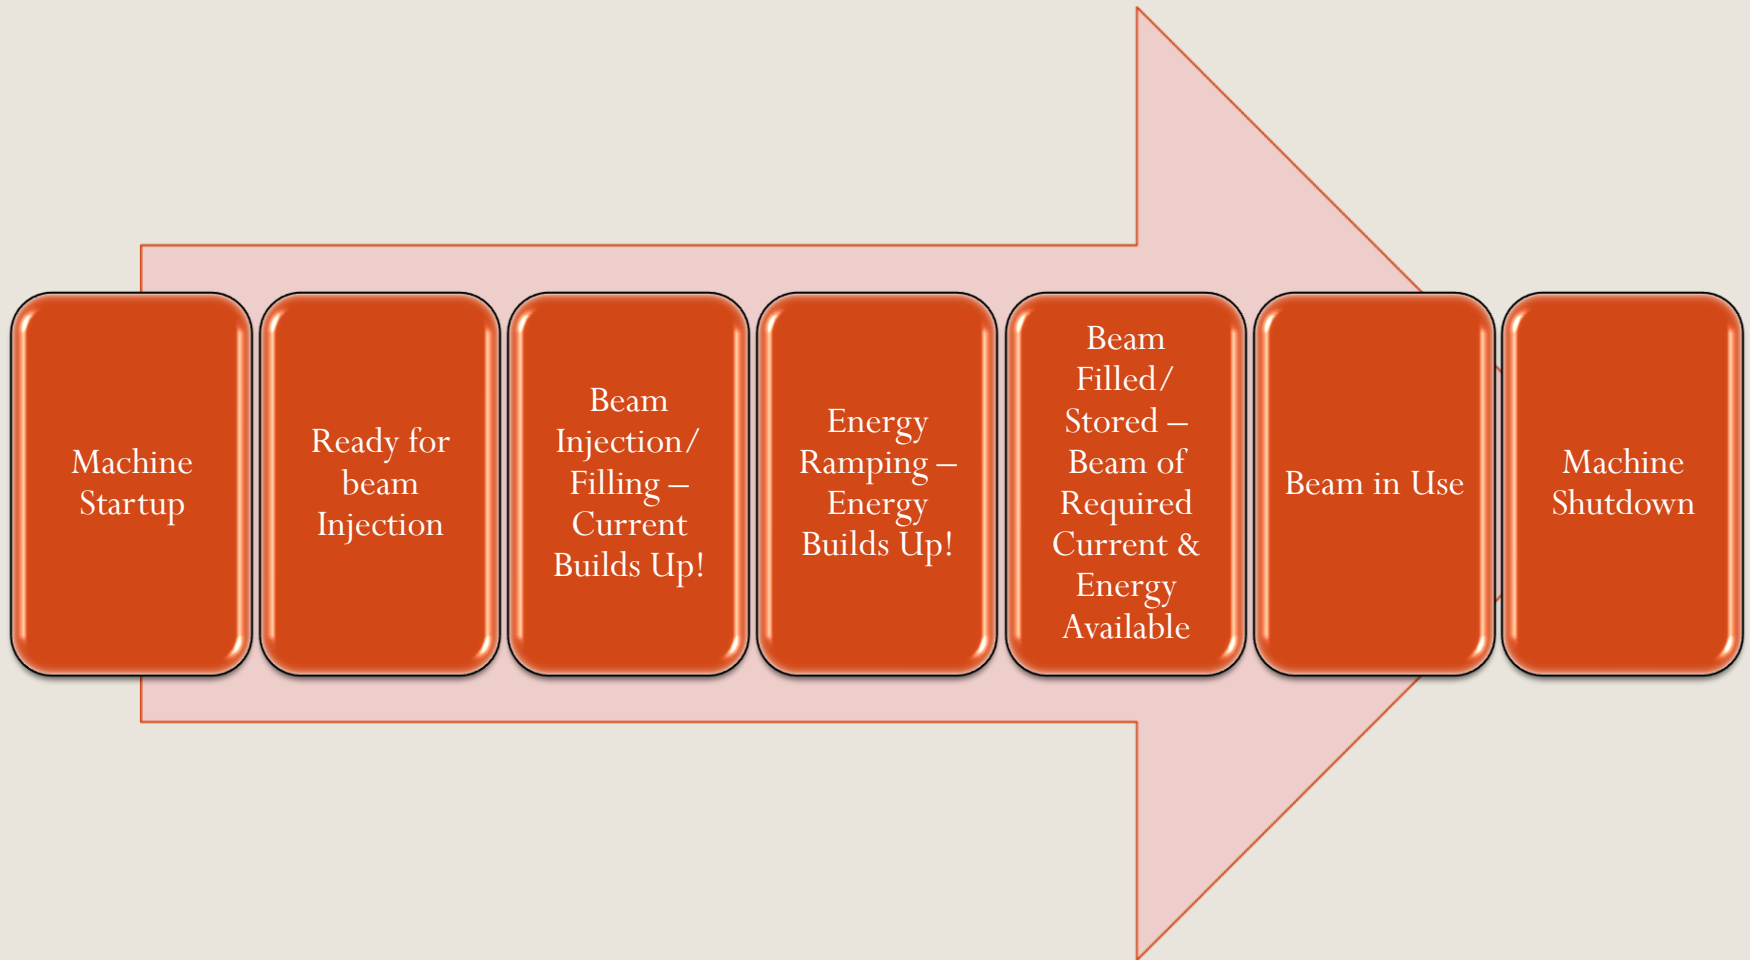 Machine
Startup
Ready for
beam
Injection
Beam
Injection/
Filling –
Current
Builds Up!
Energy
Ramping –
Energy
Builds Up!
Beam
Filled/
Stored –
Beam of
Required
Current &
Energy
Available
Beam in Use
Machine
Shutdown